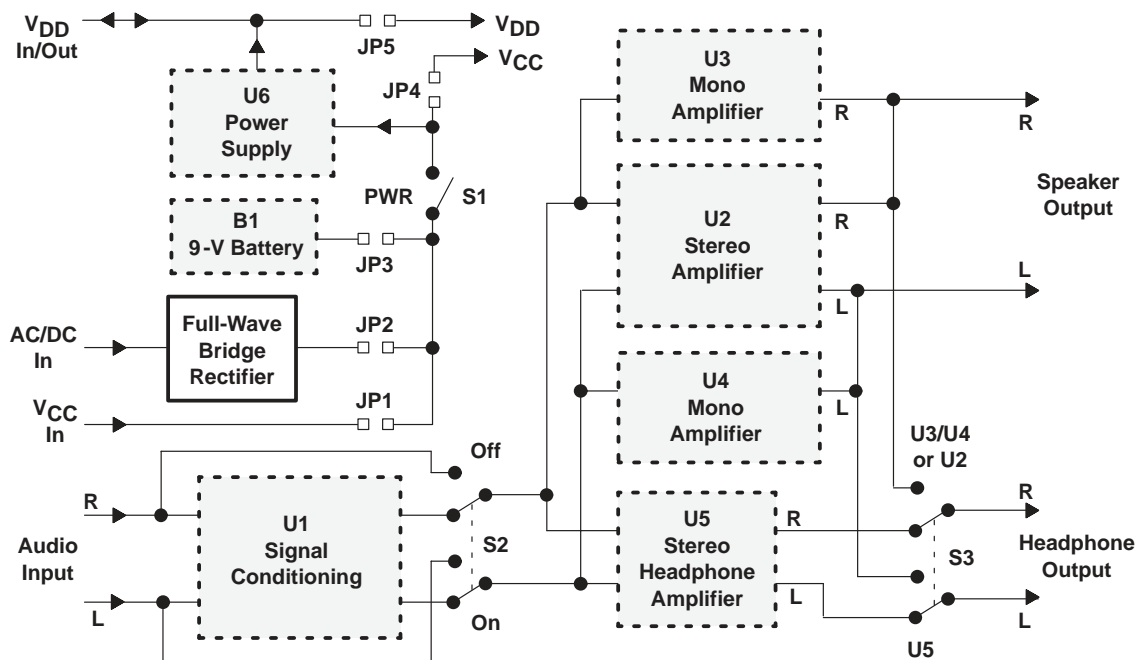 VDD
In/Out
JP5
VDD
VCC
JP4
U6
Power
Supply
PWR
S1
B1
9-V Battery
JP3
AC/DC
In
Full-Wave
Bridge
Rectifier
JP2
VCC
In
JP1
Off
R
Audio
Input
L
U1
Signal
Conditioning
S2
On
U3
Mono
Amplifier
R
R
U2
Stereo
Amplifier
R
L
Speaker
Output
L
U4
Mono
Amplifier
L
U3/U4
or U2
U5
Stereo
Headphone
Amplifier
R
L
R
S3
Headphone
Output
L
U5